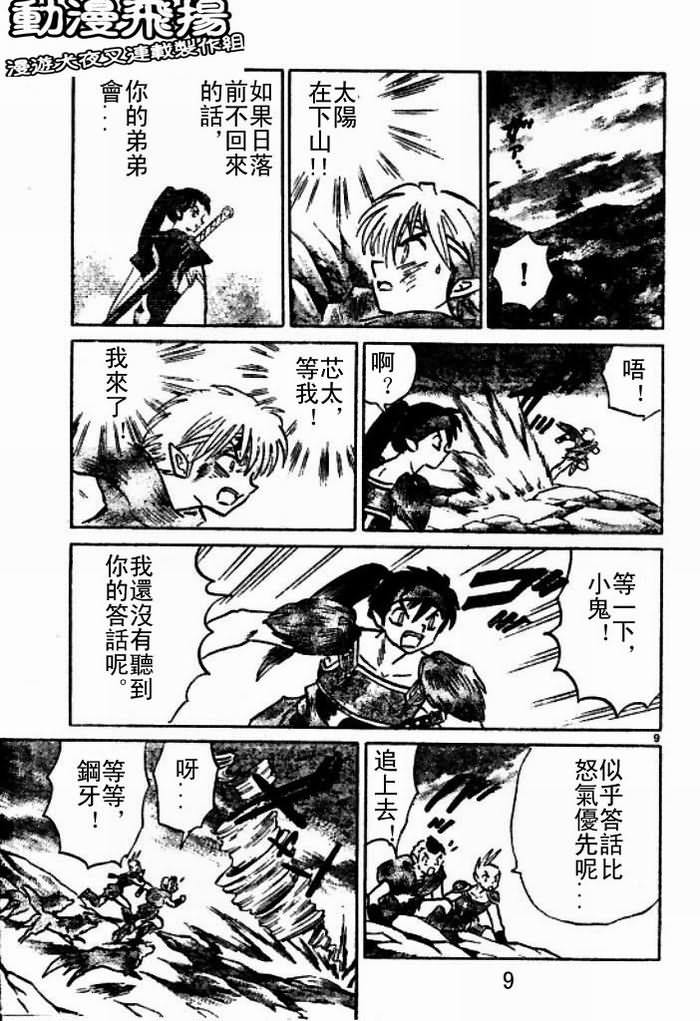 動漫飛揚
漫遊犬夜叉連載製作組
！
太陽
在下山！！
如果日落
前不回來
的話，
你的弟弟
會…
唔！
啊？
芯太，
等我！
我來了！
等一下，
小鬼！
我還沒有聽到
你的答話呢。
9
似乎答話比
怒氣優先呢…
追上去！
呀…
等等，
鋼牙！
9